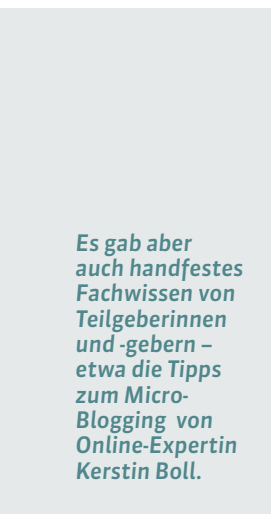 Es gab aber
auch handfestes
Fachwissen von
Teilgeberinnen
und -gebern –
etwa die Tipps
zum Micro-
Blogging von
Online-Expertin
Kerstin Boll.